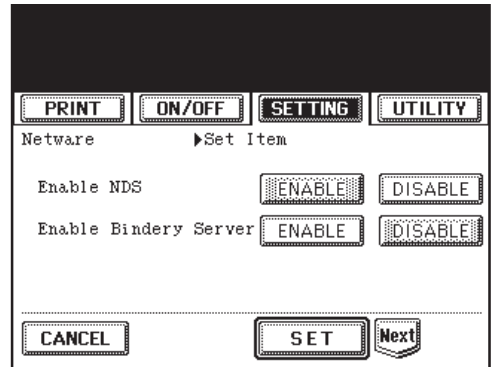 PRINT ON/OFF SETTING UTILITY
Netware ▶Set Item
Enable NDS ENABLE DISABLE
Enable Bindery Server ENABLE DISABLE
CANCEL SET Next